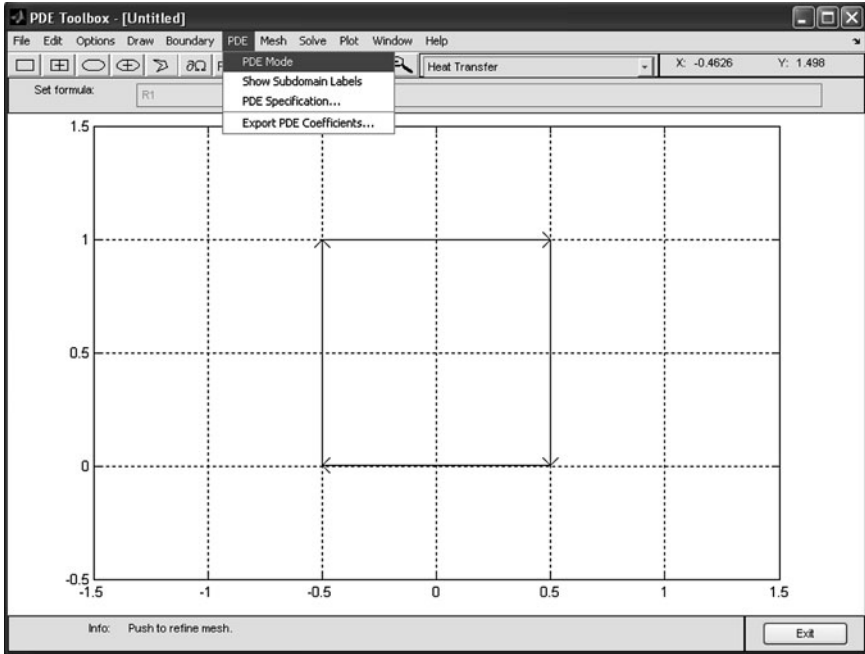 PDE Toolbox - [Untitled]
File Edit Options Draw Boundary PDE Mesh Solve Plot Window Help
PDE Mode
Show Subdomain Labels
PDE Specification...
Export PDE Coefficients...
∂Ω
Heat Transfer
X: -0.4626 Y: 1.498
Set formula: R1
1.5
1
0.5
0
-0.5
-1.5 -1 -0.5 0 0.5 1 1.5
Info: Push to refine mesh.
Exit